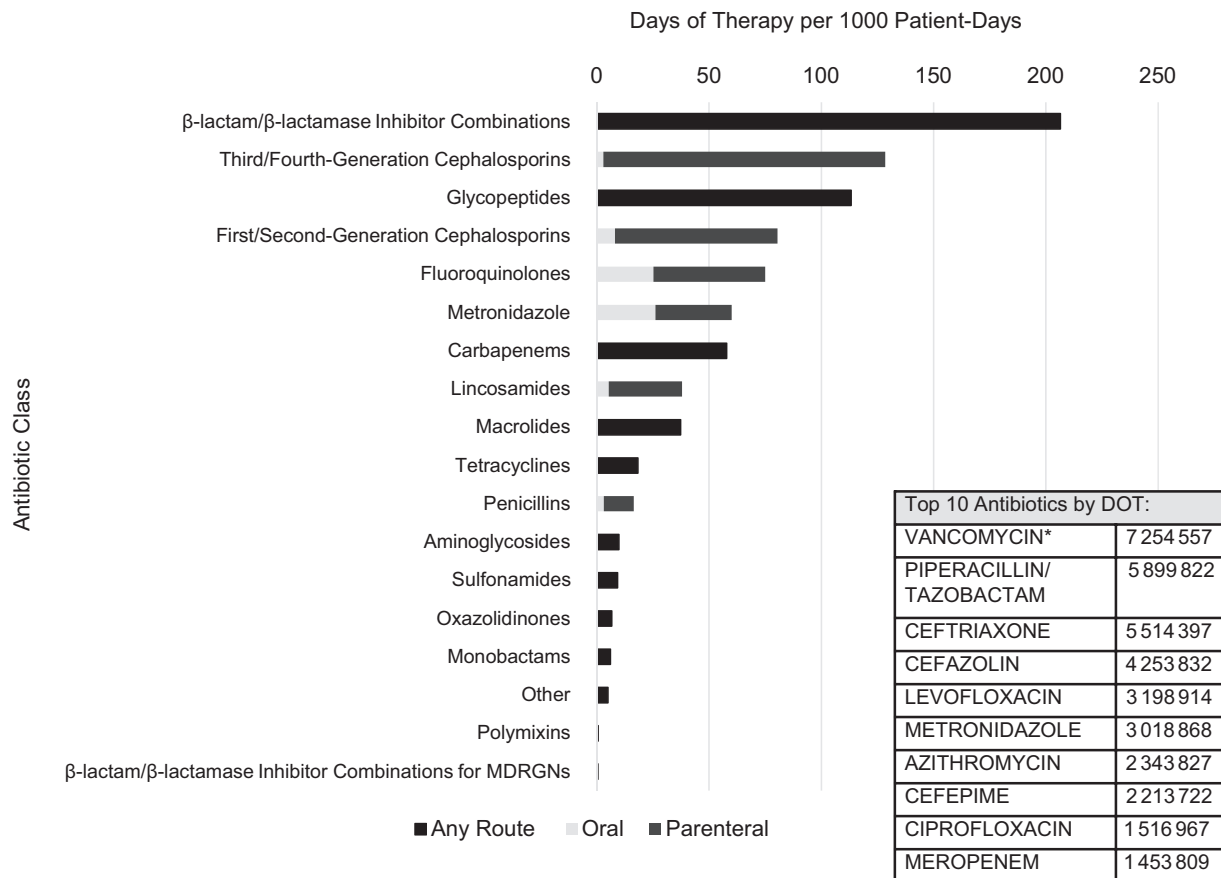 Days of Therapy per 1000 Patient-Days
0 50 100 150 200 250
Antibiotic Class
β-lactam/β-lactamase Inhibitor Combinations
Third/Fourth-Generation Cephalosporins
Glycopeptides
First/Second-Generation Cephalosporins
Fluoroquinolones
Metronidazole
Carbapenems
Lincosamides
Macrolides
Tetracyclines
Penicillins
Aminoglycosides
Sulfonamides
Oxazolidinones
Monobactams
Other
Polymixins
β-lactam/β-lactamase Inhibitor Combinations for MDRGNs
Any Route Oral Parenteral
Top 10 Antibiotics by DOT:
VANCOMYCIN* 7 254 557
PIPERACILLIN/ 5 899 822
TAZOBACTAM
CEFTRIAXONE 5 514 397
CEFAZOLIN 4 253 832
LEVOFLOXACIN 3 198 914
METRONIDAZOLE 3 018 868
AZITHROMYCIN 2 343 827
CEFEPIME 2 213 722
CIPROFLOXACIN 1 516 967
MEROPENEM 1 453 809